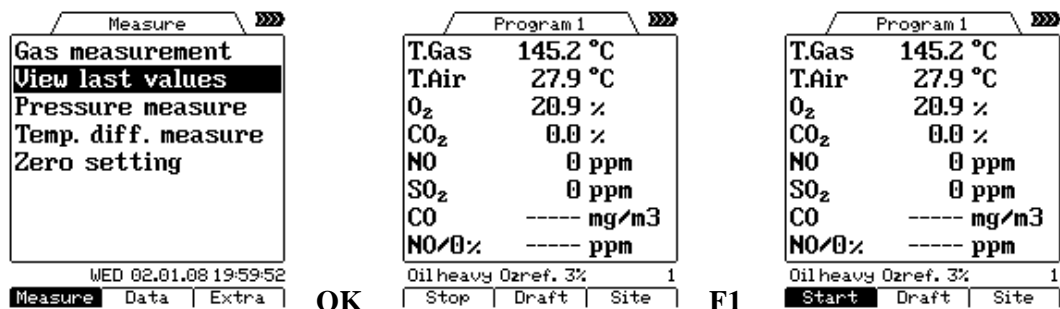 Measure
Gas measurement
View last values
Pressure measure
Temp. diff. measure
Zero setting
WED 02.01.08 19:59:52
Measure Data Extra
OK
Program 1
T.Gas 145.2 °C
T.Air 27.9 °C
O₂ 20.9 %
CO₂ 0.0 %
NO 0 ppm
SO₂ 0 ppm
CO ----- mg/m3
NO/0% ----- ppm
Oil heavy O2ref. 3% 1
Stop Draft Site
F1
Program 1
T.Gas 145.2 °C
T.Air 27.9 °C
O₂ 20.9 %
CO₂ 0.0 %
NO 0 ppm
SO₂ 0 ppm
CO ----- mg/m3
NO/0% ----- ppm
Oil heavy O2ref. 3% 1
Start Draft Site